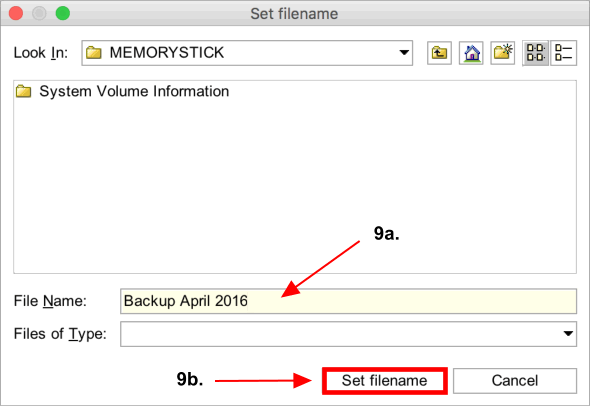 Set filename
Look In: MEMORYSTICK
System Volume Information
9a.
File Name: Backup April 2016
Files of Type:
9b. Set filename Cancel